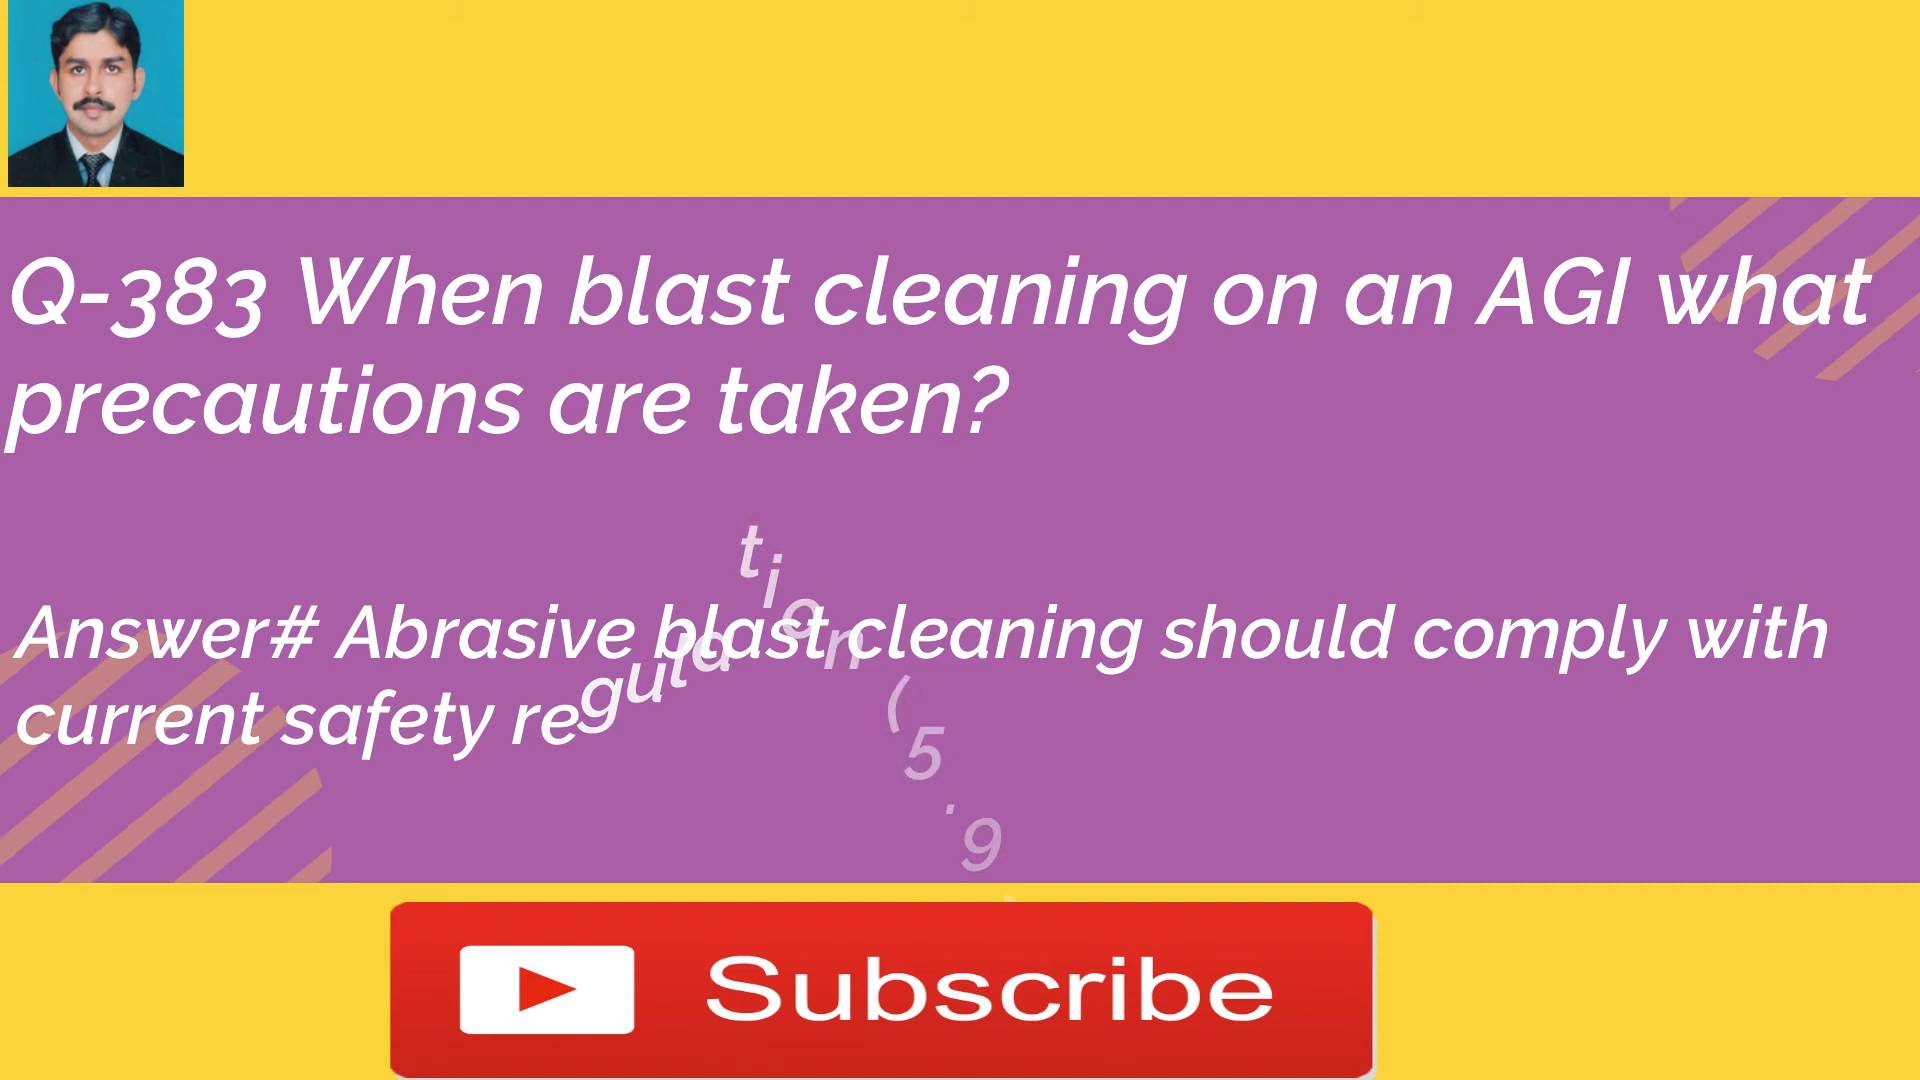 Q-383 When blast cleaning on an AGI what
precautions are taken?
Answer# Abrasive blast cleaning should comply with
current safety regulation (5.9
Subscribe